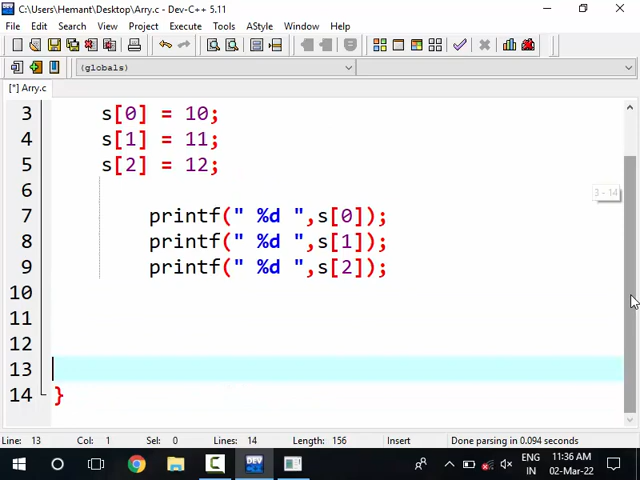 C:\Users\Hemant\Desktop\Arry.c - Dev-C++ 5.11
File Edit Search View Project Execute Tools AStyle Window Help
(globals)
[*] Arry.c
3 s[0] = 10;
4 s[1] = 11;
5 s[2] = 12;
6
7 printf(" %d ",s[0]);
8 printf(" %d ",s[1]);
9 printf(" %d ",s[2]);
10
11
12
13
14 }
3 - 14
Line: 13 Col: 1 Sel: 0 Lines: 14 Length: 156 Insert Done parsing in 0.094 seconds
ENG 11:36 AM
IN 02-Mar-22